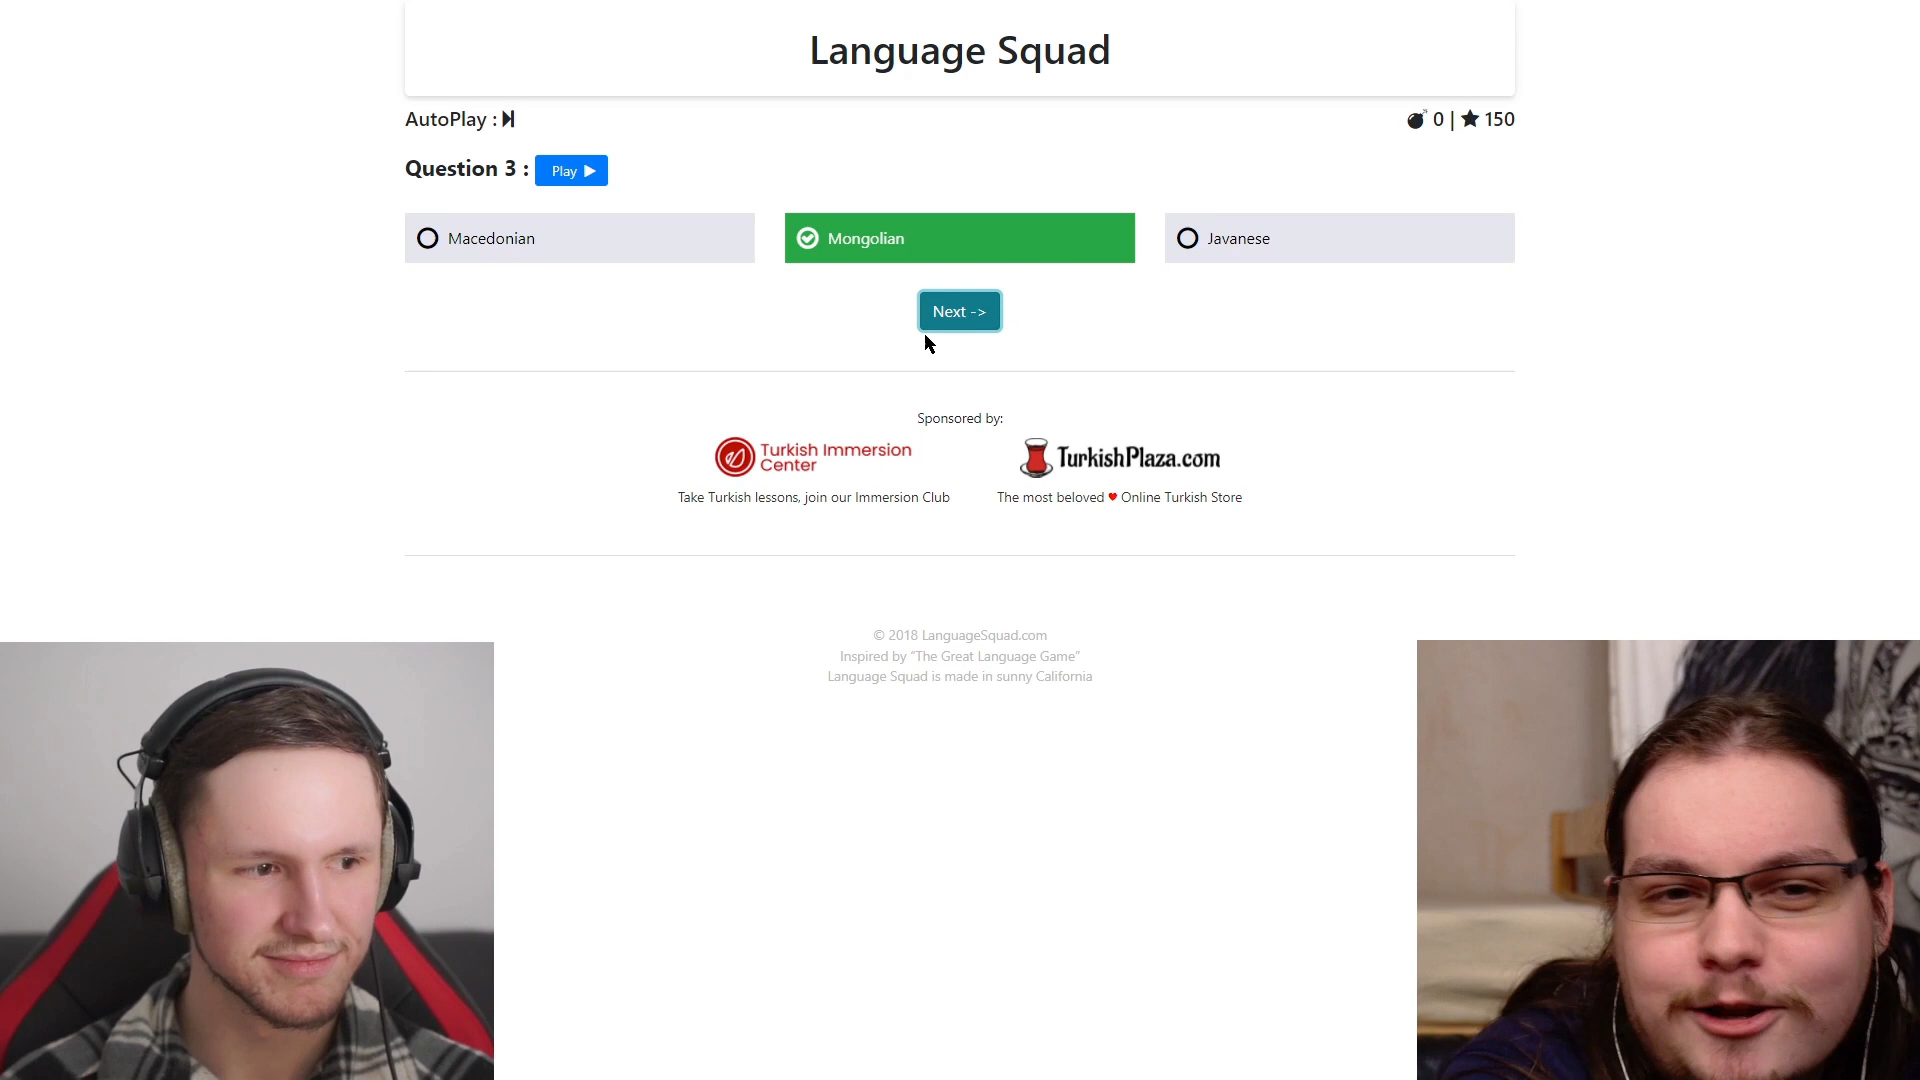 Language Squad
AutoPlay :
0 | 150
Question 3 : Play
Macedonian
Mongolian
Javanese
Next ->
Sponsored by:
Turkish Immersion
Center
TurkishPlaza.com
Take Turkish lessons, join our Immersion Club
The most beloved ♥ Online Turkish Store
© 2018 LanguageSquad.com
Inspired by “The Great Language Game”
Language Squad is made in sunny California